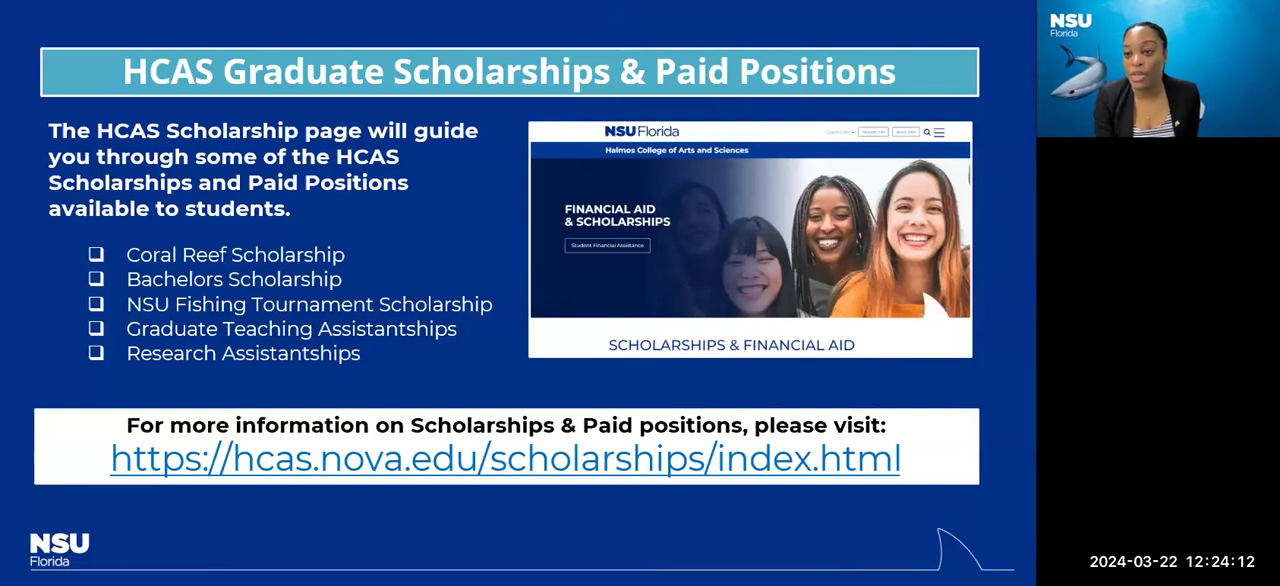 HCAS Graduate Scholarships & Paid Positions
The HCAS Scholarship page will guide
you through some of the HCAS
Scholarships and Paid Positions
available to students.
Coral Reef Scholarship
Bachelors Scholarship
NSU Fishing Tournament Scholarship
Graduate Teaching Assistantships
Research Assistantships
NSU Florida
Halmos College of Arts and Sciences
FINANCIAL AID
& SCHOLARSHIPS
Student Financial Assistance
SCHOLARSHIPS & FINANCIAL AID
For more information on Scholarships & Paid positions, please visit:
https://hcas.nova.edu/scholarships/index.html
NSU
Florida
NSU
Florida
2024-03-22 12:24:12